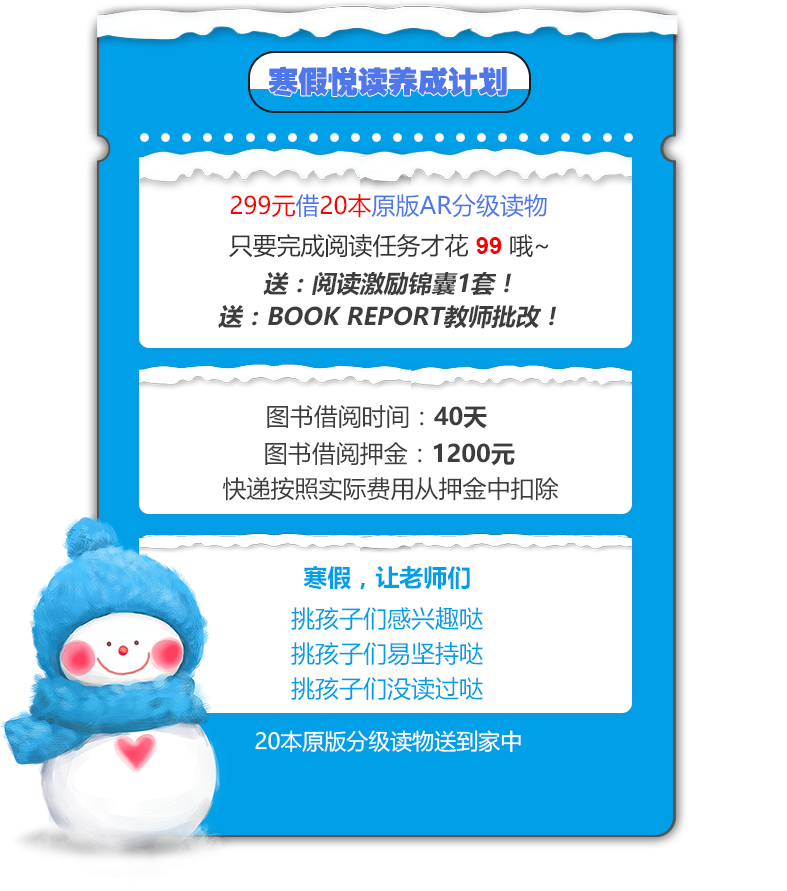 寒假悦读养成计划
299元借20本原版AR分级读物
只要完成阅读任务才花 99 哦~
送：阅读激励锦囊1套！
送：BOOK REPORT教师批改！
图书借阅时间：40天
图书借阅押金：1200元
快递按照实际费用从押金中扣除
寒假，让老师们
挑孩子们感兴趣哒
挑孩子们易坚持哒
挑孩子们没读过哒
20本原版分级读物送到家中